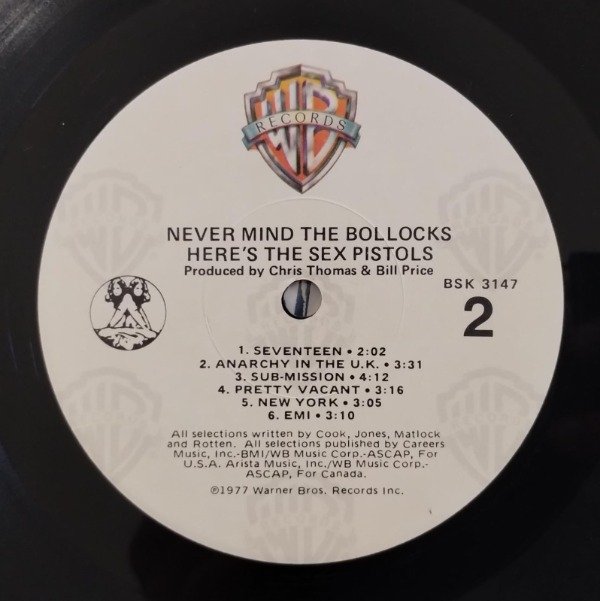 WB
RECORDS
NEVER MIND THE BOLLOCKS
HERE'S THE SEX PISTOLS
Produced by Chris Thomas & Bill Price
BSK 3147
2
1. SEVENTEEN • 2:02
2. ANARCHY IN THE U.K. • 3:31
3. SUB-MISSION • 4:12
4. PRETTY VACANT • 3:16
5. NEW YORK • 3:05
6. EMI • 3:10
All selections written by Cook, Jones, Matlock
and Rotten. All selections published by Careers
Music, Inc.-BMI/WB Music Corp.-ASCAP, For
U.S.A. Arista Music, Inc./WB Music Corp.-
ASCAP, For Canada.
℗1977 Warner Bros. Records Inc.